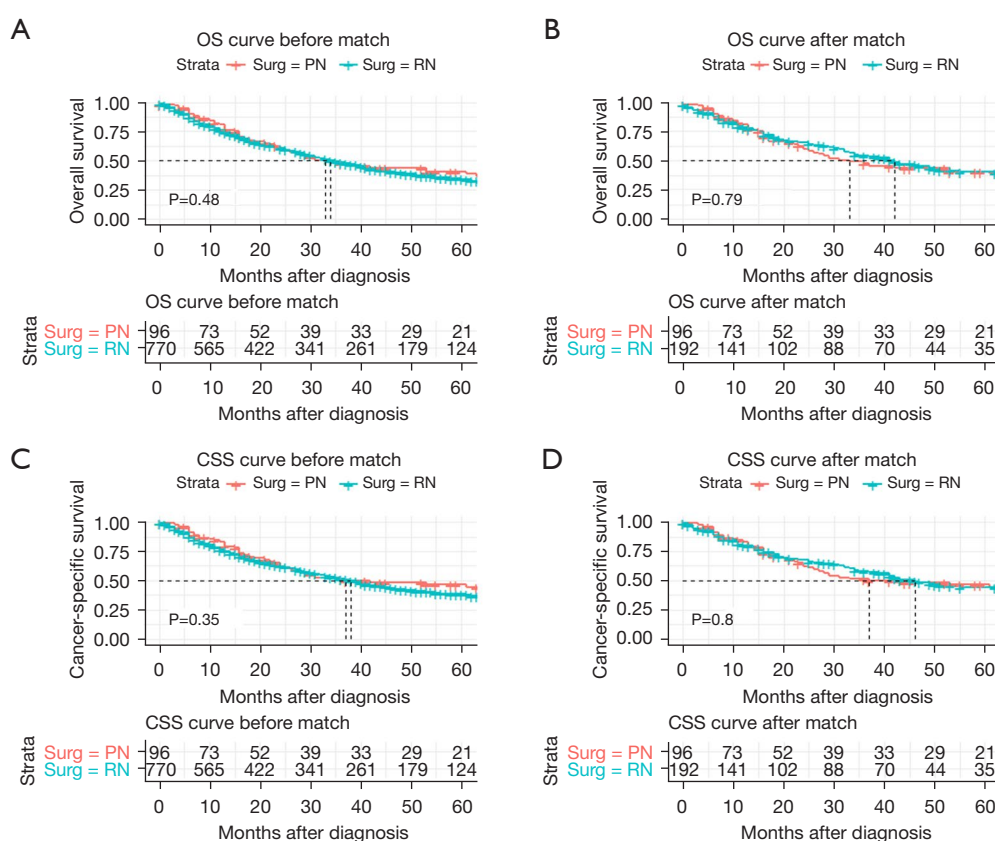 A
OS curve before match
Strata Surg = PN Surg = RN
Overall survival
1.00
0.75
0.50
0.25
0.00
P=0.48
0 10 20 30 40 50 60
Months after diagnosis
OS curve before match
Strata
Surg = PN 96 73 52 39 33 29 21
Surg = RN 770 565 422 341 261 179 124
0 10 20 30 40 50 60
Months after diagnosis
B
OS curve after match
Strata Surg = PN Surg = RN
Overall survival
1.00
0.75
0.50
0.25
0.00
P=0.79
0 10 20 30 40 50 60
Months after diagnosis
OS curve after match
Strata
Surg = PN 96 73 52 39 33 29 21
Surg = RN 192 141 102 88 70 44 35
0 10 20 30 40 50 60
Months after diagnosis
C
CSS curve before match
Strata Surg = PN Surg = RN
Cancer-specific survival
1.00
0.75
0.50
0.25
0.00
P=0.35
0 10 20 30 40 50 60
Months after diagnosis
CSS curve before match
Strata
Surg = PN 96 73 52 39 33 29 21
Surg = RN 770 565 422 341 261 179 124
0 10 20 30 40 50 60
Months after diagnosis
D
CSS curve after match
Strata Surg = PN Surg = RN
Cancer-specific survival
1.00
0.75
0.50
0.25
0.00
P=0.8
0 10 20 30 40 50 60
Months after diagnosis
CSS curve after match
Strata
Surg = PN 96 73 52 39 33 29 21
Surg = RN 192 141 102 88 70 44 35
0 10 20 30 40 50 60
Months after diagnosis